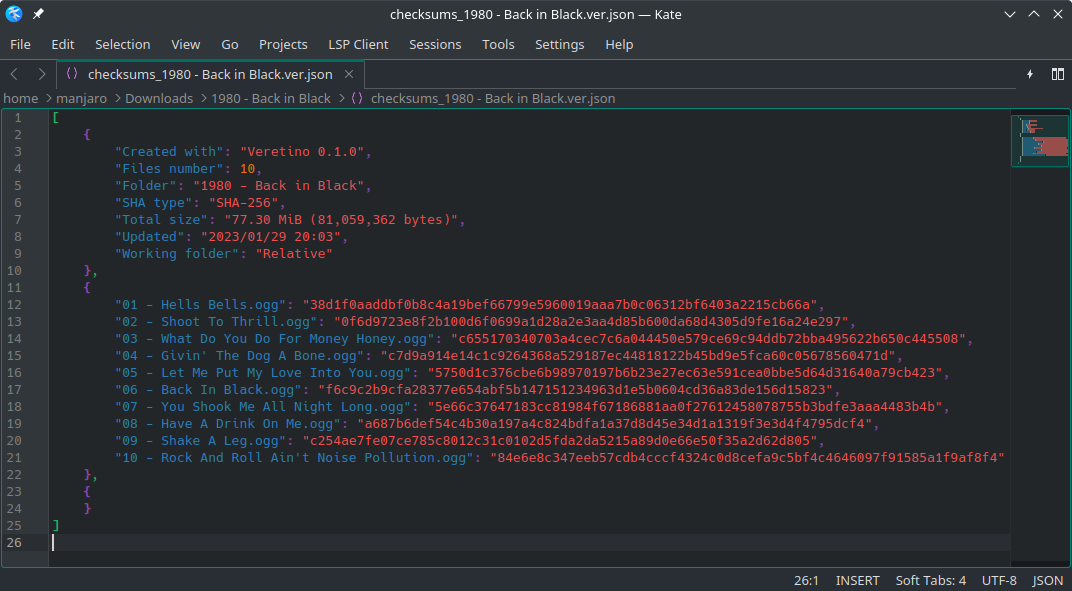 checksums_1980 - Back in Black.ver.json — Kate
File Edit Selection View Go Projects LSP Client Sessions Tools Settings Help
checksums_1980 - Back in Black.ver.json
home > manjaro > Downloads > 1980 - Back in Black > {} checksums_1980 - Back in Black.ver.json
1 [
2 {
3 "Created with": "Veretino 0.1.0",
4 "Files number": 10,
5 "Folder": "1980 - Back in Black",
6 "SHA type": "SHA-256",
7 "Total size": "77.30 MiB (81,059,362 bytes)",
8 "Updated": "2023/01/29 20:03",
9 "Working folder": "Relative"
10 },
11 {
12 "01 - Hells Bells.ogg": "38d1f0aaddbf0b8c4a19bef66799e5960019aaa7b0c06312bf6403a2215cb66a",
13 "02 - Shoot To Thrill.ogg": "0f6d9723e8f2b100d6f0699a1d28a2e3aa4d85b600da68d4305d9fe16a24e297",
14 "03 - What Do You Do For Money Honey.ogg": "c655170340703a4cec7c6a044450e579ce69c94ddb72bba495622b650c445508",
15 "04 - Givin' The Dog A Bone.ogg": "c7d9a914e14c1c9264368a529187ec44818122b45bd9e5fca60c05678560471d",
16 "05 - Let Me Put My Love Into You.ogg": "5750d1c376cbe6b98970197b6b23e27ec63e591cea0bbe5d64d31640a79cb423",
17 "06 - Back In Black.ogg": "f6c9c2b9cfa28377e654abf5b147151234963d1e5b0604cd36a83de156d15823",
18 "07 - You Shook Me All Night Long.ogg": "5e66c37647183cc81984f67186881aa0f27612458078755b3bdfe3aaa4483b4b",
19 "08 - Have A Drink On Me.ogg": "a687b6def54c4b30a197a4c824bdfa1a37d8d45e34d1a1319f3e3d4f4795dcf4",
20 "09 - Shake A Leg.ogg": "c254ae7fe07ce785c8012c31c0102d5fda2da5215a89d0e66e50f35a2d62d805",
21 "10 - Rock And Roll Ain't Noise Pollution.ogg": "84e6e8c347eeb57cdb4cccf4324c0d8cefa9c5bf4c4646097f91585a1f9af8f4"
22 },
23 {
24 }
25 ]
26
26:1 INSERT Soft Tabs: 4 UTF-8 JSON